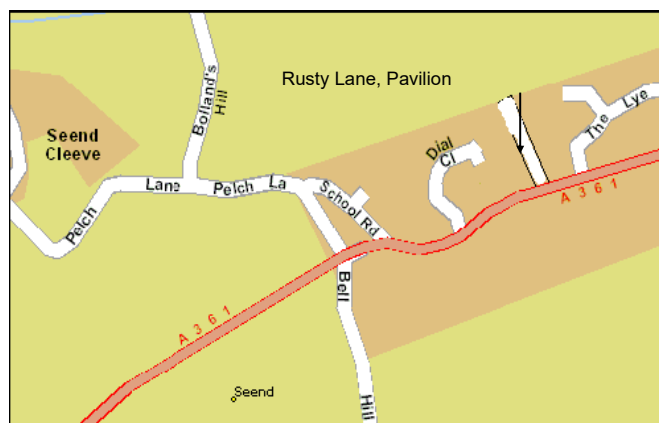 Rusty Lane, Pavilion
Bolland's
Hill
Seend
Cleeve
The Lye
Dial
Cl
Pelch Lane
Pelch La
School Rd
A 3 6 1
Bell
Hill
A 3 6 1
Seend